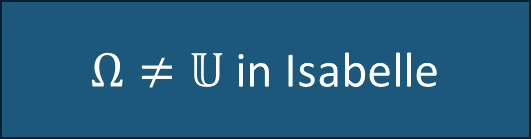 Ω ≠ 𝕌 in Isabelle